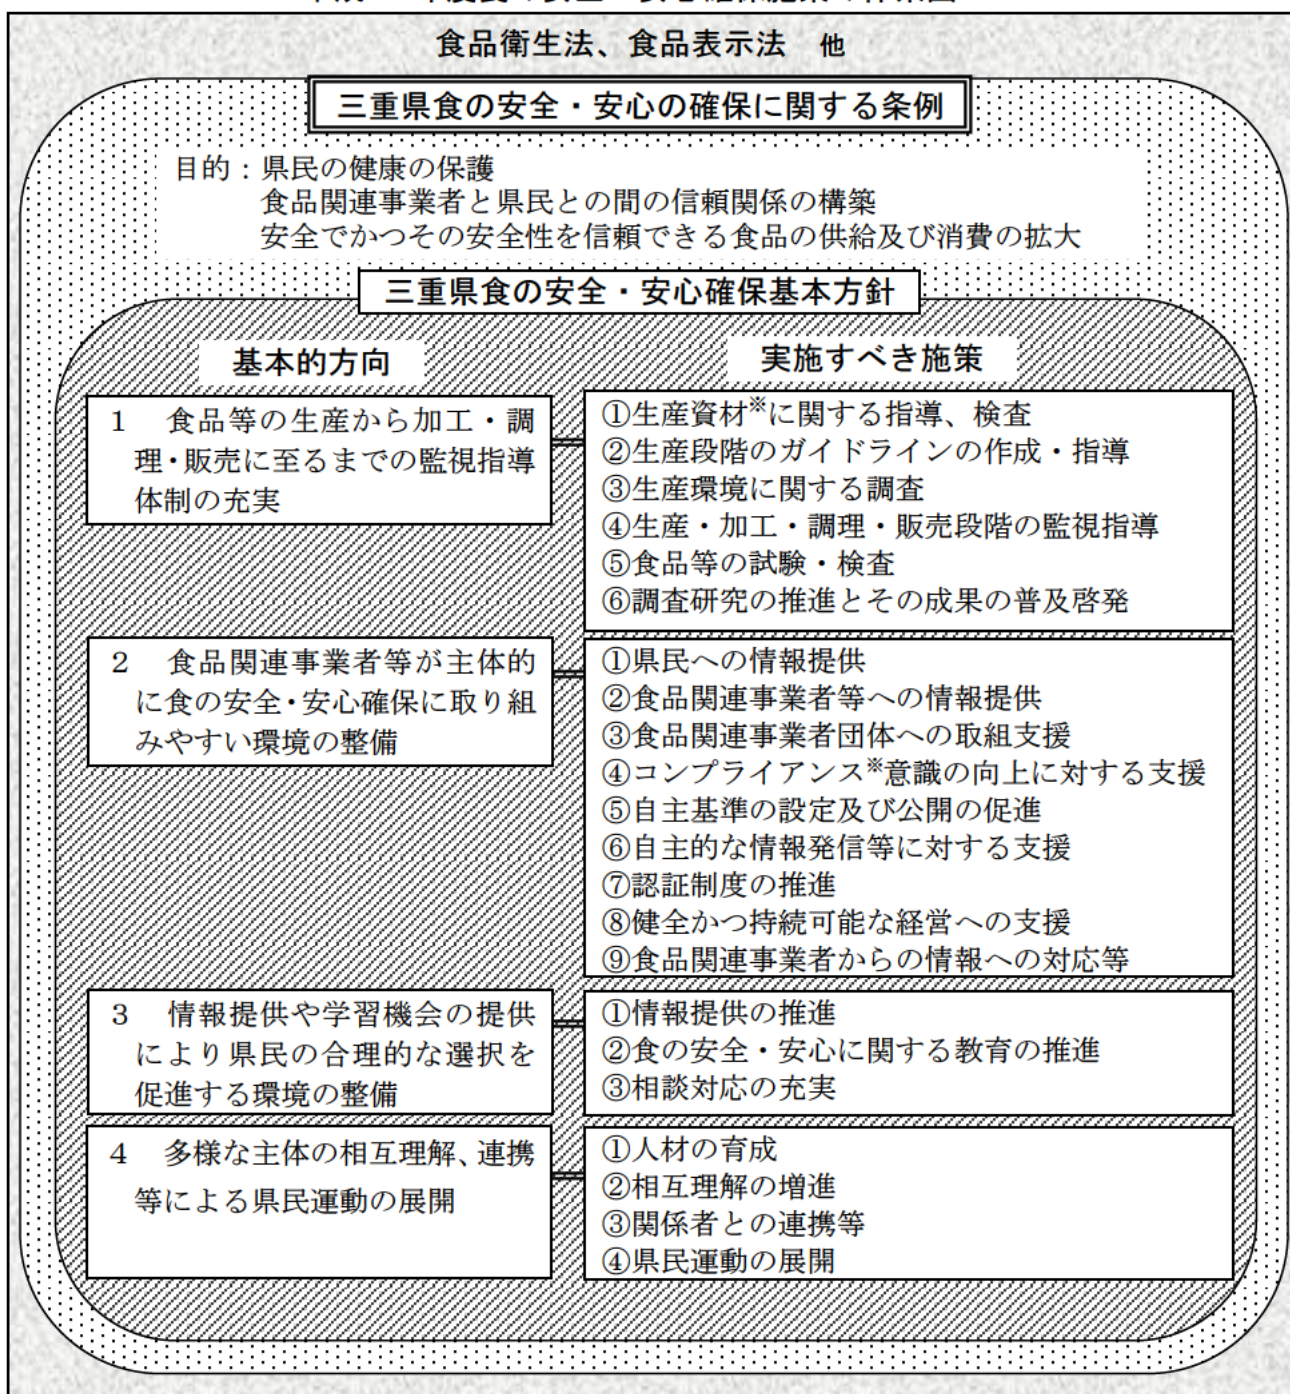 食品衛生法、食品表示法　他
三重県食の安全・安心の確保に関する条例
目的：県民の健康の保護
食品関連事業者と県民との間の信頼関係の構築
安全でかつその安全性を信頼できる食品の供給及び消費の拡大
三重県食の安全・安心確保基本方針
基本的方向
実施すべき施策
１　食品等の生産から加工・調
理・販売に至るまでの監視指導
体制の充実
①生産資材※に関する指導、検査
②生産段階のガイドラインの作成・指導
③生産環境に関する調査
④生産・加工・調理・販売段階の監視指導
⑤食品等の試験・検査
⑥調査研究の推進とその成果の普及啓発
２　食品関連事業者等が主体的
に食の安全・安心確保に取り組
みやすい環境の整備
①県民への情報提供
②食品関連事業者等への情報提供
③食品関連事業者団体への取組支援
④コンプライアンス※意識の向上に対する支援
⑤自主基準の設定及び公開の促進
⑥自主的な情報発信等に対する支援
⑦認証制度の推進
⑧健全かつ持続可能な経営への支援
⑨食品関連事業者からの情報への対応等
３　情報提供や学習機会の提供
により県民の合理的な選択を
促進する環境の整備
①情報提供の推進
②食の安全・安心に関する教育の推進
③相談対応の充実
４　多様な主体の相互理解、連携
等による県民運動の展開
①人材の育成
②相互理解の増進
③関係者との連携等
④県民運動の展開